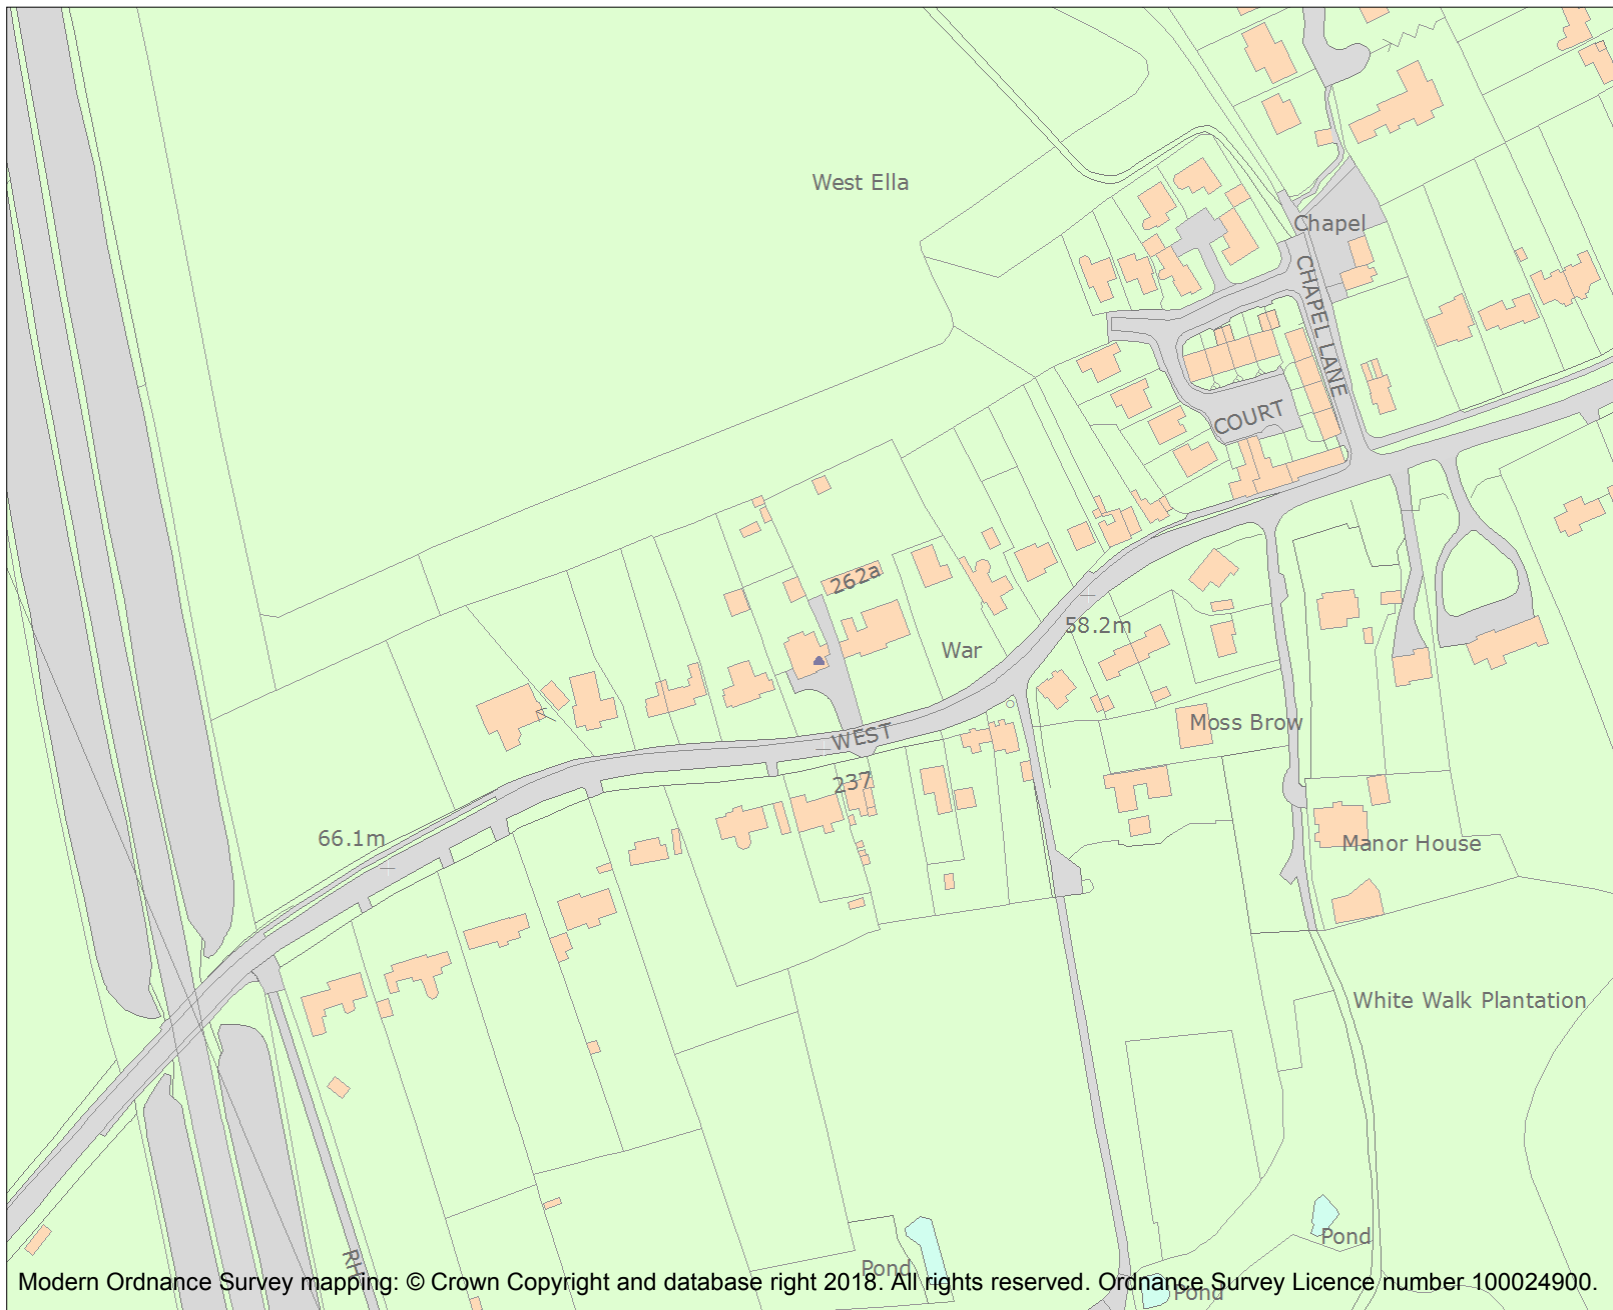 West Ella
Chapel
CHAPEL LANE
COURT
262a
58.2m
War
Moss Brow
WEST
237
66.1m
Manor House
White Walk Plantation
Pond
Pond
Pond
Modern Ordnance Survey mapping: © Crown Copyright and database right 2018. All rights reserved. Ordnance Survey Licence number 100024900.